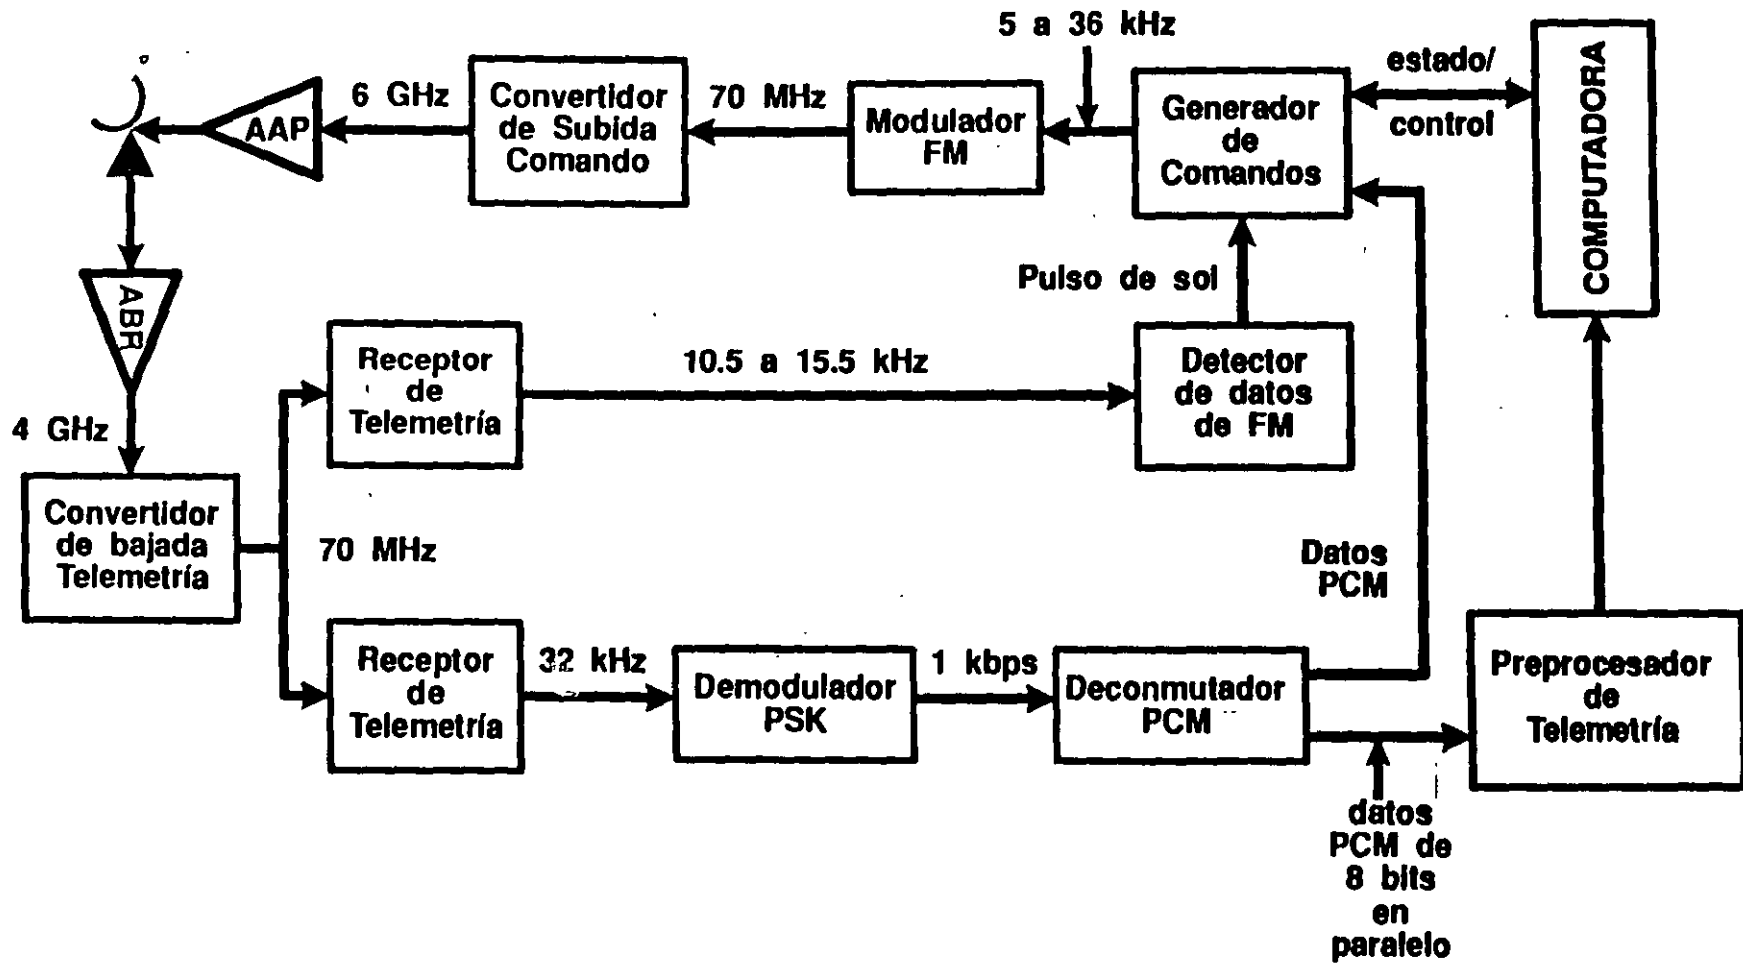 5 a 36 kHz
6 GHz
AAP
Convertidor
de Subida
Comando
70 MHz
Modulador
FM
Generador
de
Comandos
estado/
control
COMPUTADORA
ABR
Pulso de sol
4 GHz
Receptor
de
Telemetría
10.5 a 15.5 kHz
Detector
de datos
de FM
Convertidor
de bajada
Telemetría
70 MHz
Datos
PCM
Receptor
de
Telemetría
32 kHz
Demodulador
PSK
1 kbps
Deconmutador
PCM
Preprocesador
de
Telemetría
datos
PCM de
8 bits
en
paralelo